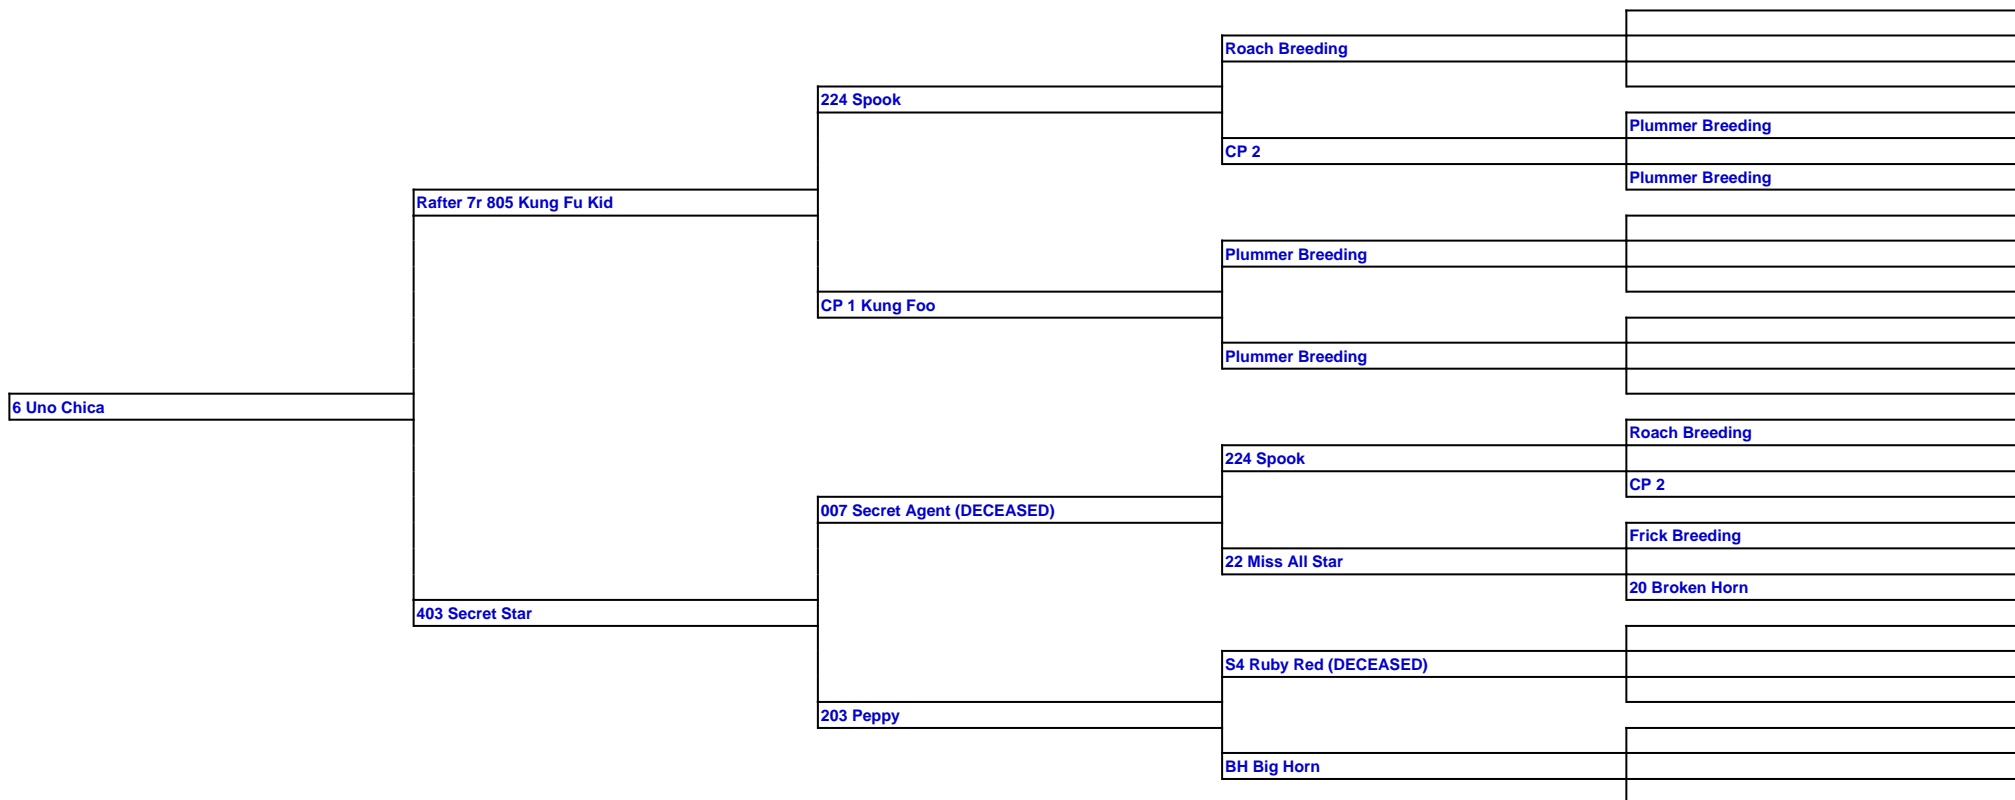 Roach Breeding
224 Spook
Plummer Breeding
CP 2
Plummer Breeding
Rafter 7r 805 Kung Fu Kid
Plummer Breeding
CP 1 Kung Foo
Plummer Breeding
6 Uno Chica
Roach Breeding
224 Spook
CP 2
007 Secret Agent (DECEASED)
Frick Breeding
22 Miss All Star
20 Broken Horn
403 Secret Star
S4 Ruby Red (DECEASED)
203 Peppy
BH Big Horn